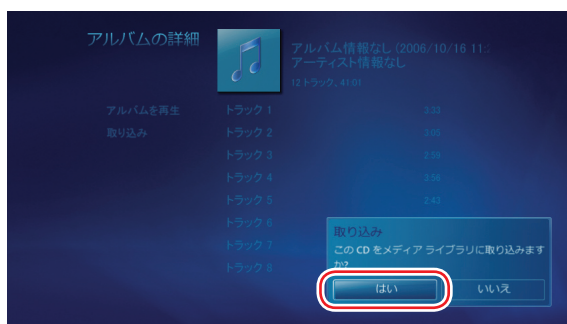 アルバムの詳細
アルバム情報なし (2006/10/16 11:
アーティスト情報なし
12 トラック, 41:01
アルバムを再生
トラック 1 3:33
取り込み
トラック 2 3:05
トラック 3 2:59
トラック 4 3:56
トラック 5 2:43
トラック 6
トラック 7
トラック 8
取り込み
この CD をメディア ライブラリに取り込みます
か?
はい
いいえ